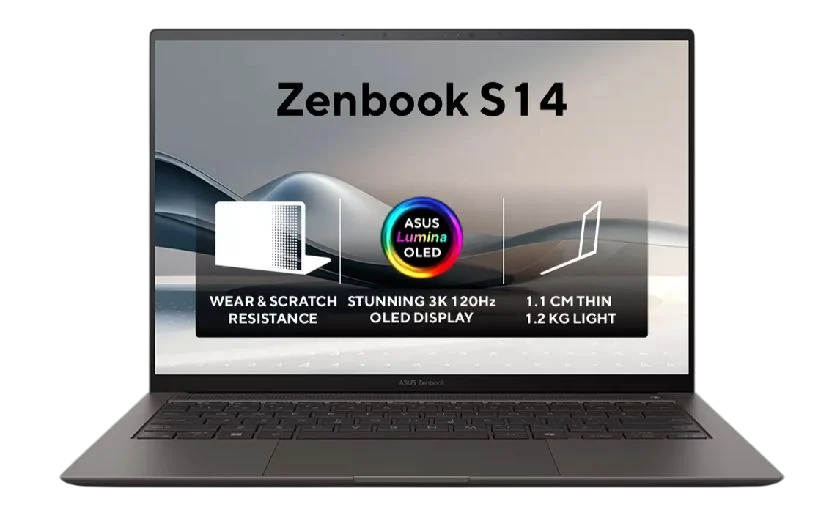 Zenbook S 14
ASUS
Lumina
OLED
WEAR & SCRATCH
RESISTANCE
STUNNING 3K 120Hz
OLED DISPLAY
1.1 CM THIN
1.2 KG LIGHT
ASUS Zenbook